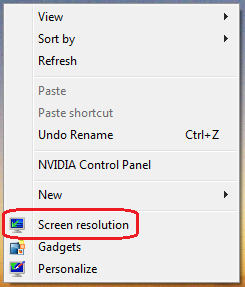 View
Sort by
Refresh
Paste
Paste shortcut
Undo Rename Ctrl+Z
NVIDIA Control Panel
New
Screen resolution
Gadgets
Personalize